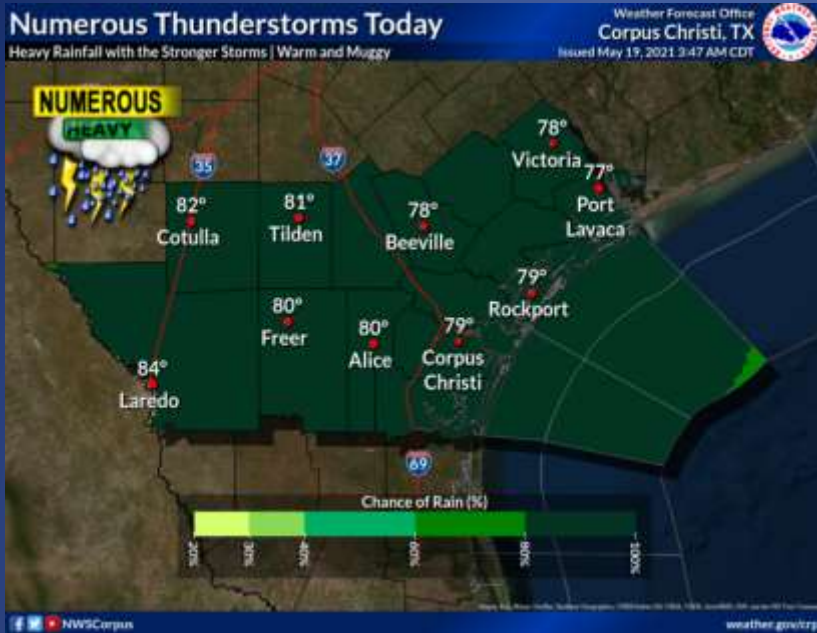 Numerous Thunderstorms Today
Heavy Rainfall with the Stronger Storms | Warm and Muggy
Weather Forecast Office
Corpus Christi, TX
Issued May 19, 2021 3:47 AM CDT
NUMEROUS
HEAVY
35
37
78°
Victoria
77°
Port
Lavaca
82°
Cotulla
81°
Tilden
78°
Beeville
79°
Rockport
80°
Freer
80°
Alice
79°
Corpus
Christi
84°
Laredo
69
Chance of Rain (%)
20%
30%
40%
60%
80%
100%
NWSCorpus
weather.gov/crp